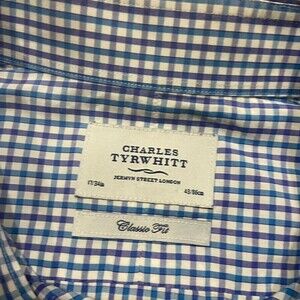 CHARLES
TYRWHITT
JERMYN STREET LONDON
17/34in 43/86cm
Classic Fit